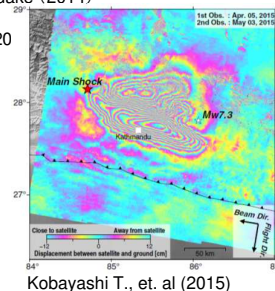 (2014)
20
1st Obs. : Apr. 05, 2015
2nd Obs. : May 03, 2015
Main Shock
28°
28°
Mw7.3
Kathmandu
27°
27°
Close to satellite Away from satellite
−12 0 12
Displacement between satellite and ground [cm]
50 km
Beam Dir.
Flight Dir.
84° 85° 86°
Kobayashi T., et. al (2015)